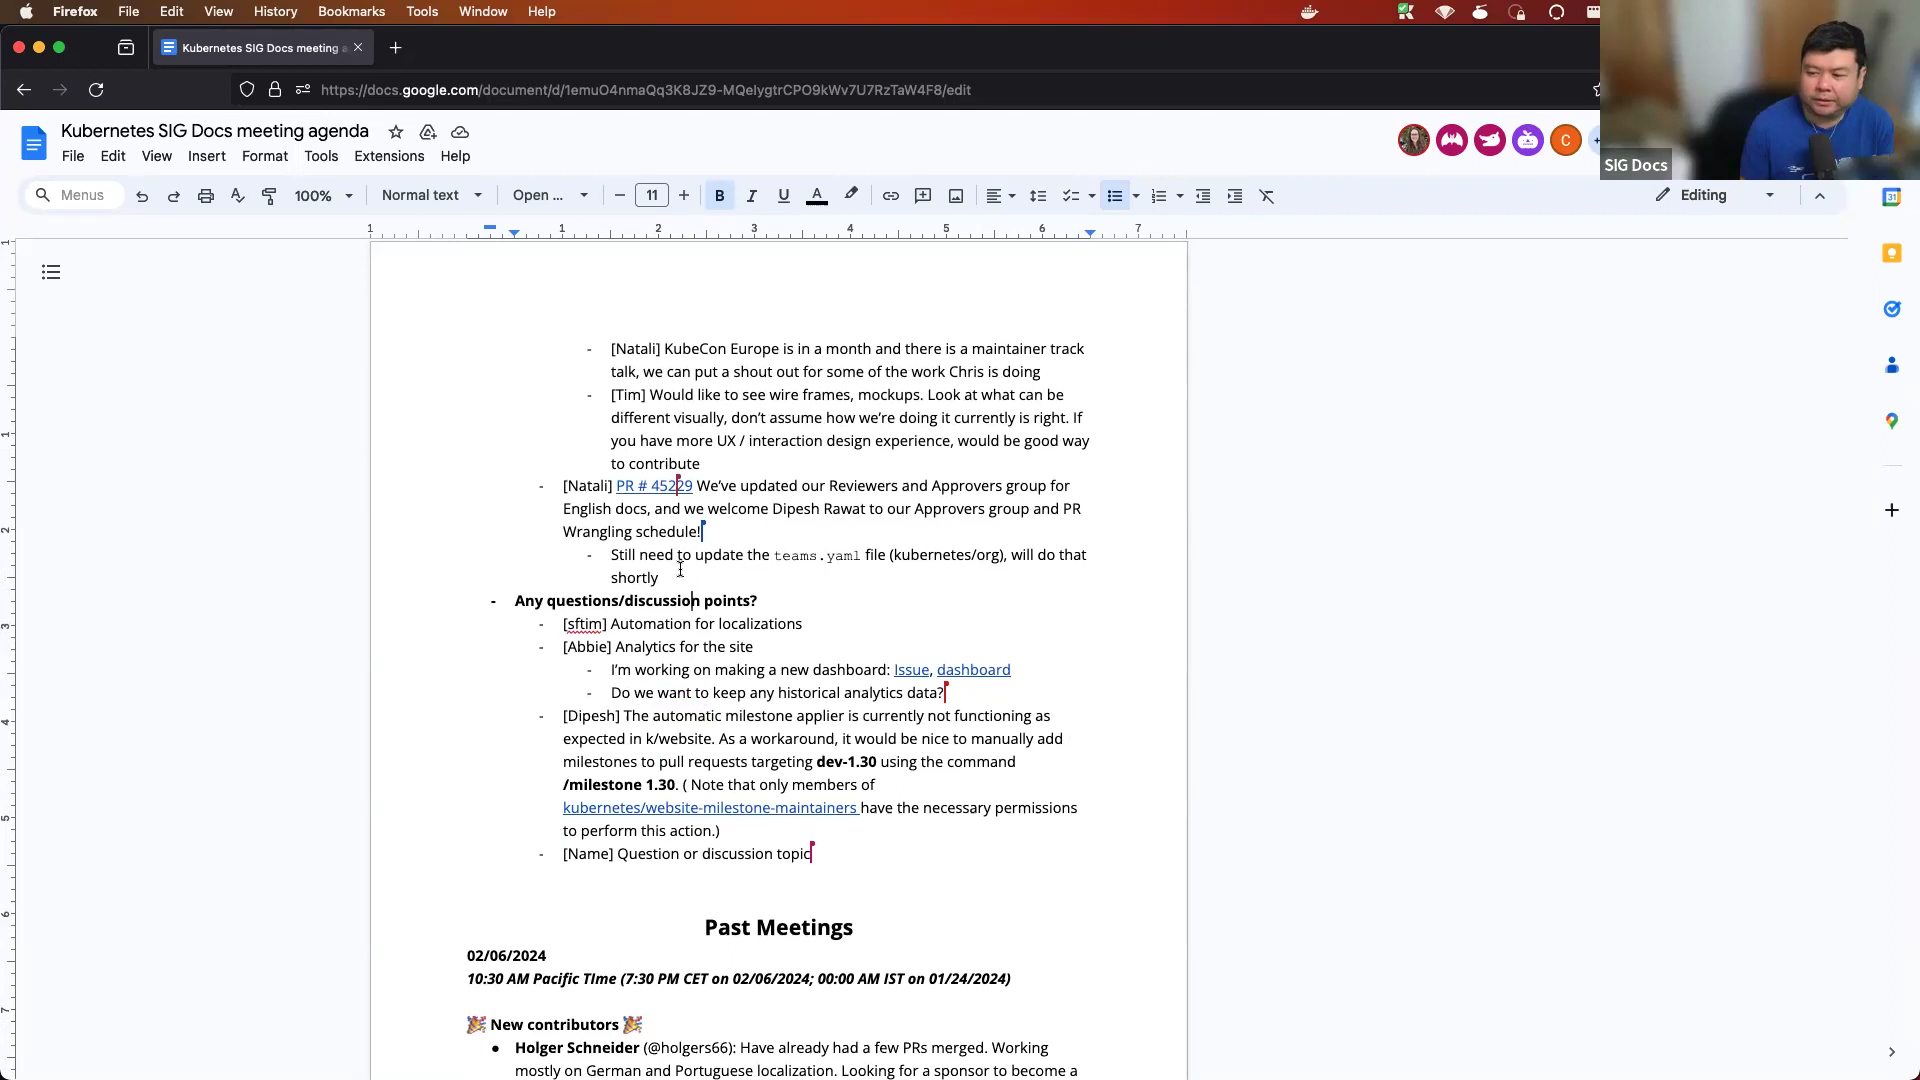 Firefox File Edit View History Bookmarks Tools Window Help
Kubernetes SIG Docs meeting a
https://docs.google.com/document/d/1emuO4nmaQq3K8JZ9-MQelygtrCPO9kWv7U7RzTaW4F8/edit
Kubernetes SIG Docs meeting agenda
File Edit View Insert Format Tools Extensions Help
C
SIG Docs
Menus 100% Normal text Open ... 11 Editing
1 1 2 3 4 5 6 7
[Natali] KubeCon Europe is in a month and there is a maintainer track
talk, we can put a shout out for some of the work Chris is doing
[Tim] Would like to see wire frames, mockups. Look at what can be
different visually, don’t assume how we’re doing it currently is right. If
you have more UX / interaction design experience, would be good way
to contribute
[Natali] PR # 45229 We’ve updated our Reviewers and Approvers group for
English docs, and we welcome Dipesh Rawat to our Approvers group and PR
Wrangling schedule!
- Still need to update the teams.yaml file (kubernetes/org), will do that
shortly
- Any questions/discussion points?
- [sftim] Automation for localizations
- [Abbie] Analytics for the site
- I’m working on making a new dashboard: Issue, dashboard
- Do we want to keep any historical analytics data?
- [Dipesh] The automatic milestone applier is currently not functioning as
expected in k/website. As a workaround, it would be nice to manually add
milestones to pull requests targeting dev-1.30 using the command
/milestone 1.30. ( Note that only members of
kubernetes/website-milestone-maintainers have the necessary permissions
to perform this action.)
- [Name] Question or discussion topic
Past Meetings
02/06/2024
10:30 AM Pacific TIme (7:30 PM CET on 02/06/2024; 00:00 AM IST on 01/24/2024)
🎉 New contributors 🎉
● Holger Schneider (@holgers66): Have already had a few PRs merged. Working
mostly on German and Portuguese localization. Looking for a sponsor to become a